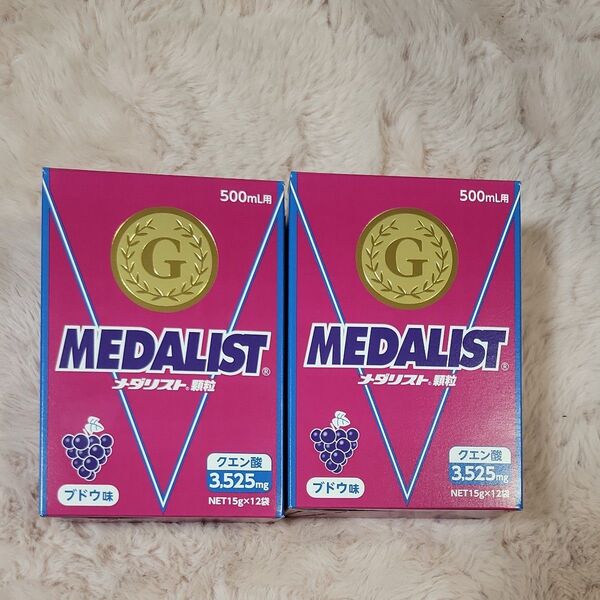 500mL用
G
MEDALIST®
メダリスト®顆粒
クエン酸
3,525mg
ブドウ味
NET15g×12袋
500mL用
G
MEDALIST®
メダリスト®顆粒
クエン酸
3,525mg
ブドウ味
NET15g×12袋